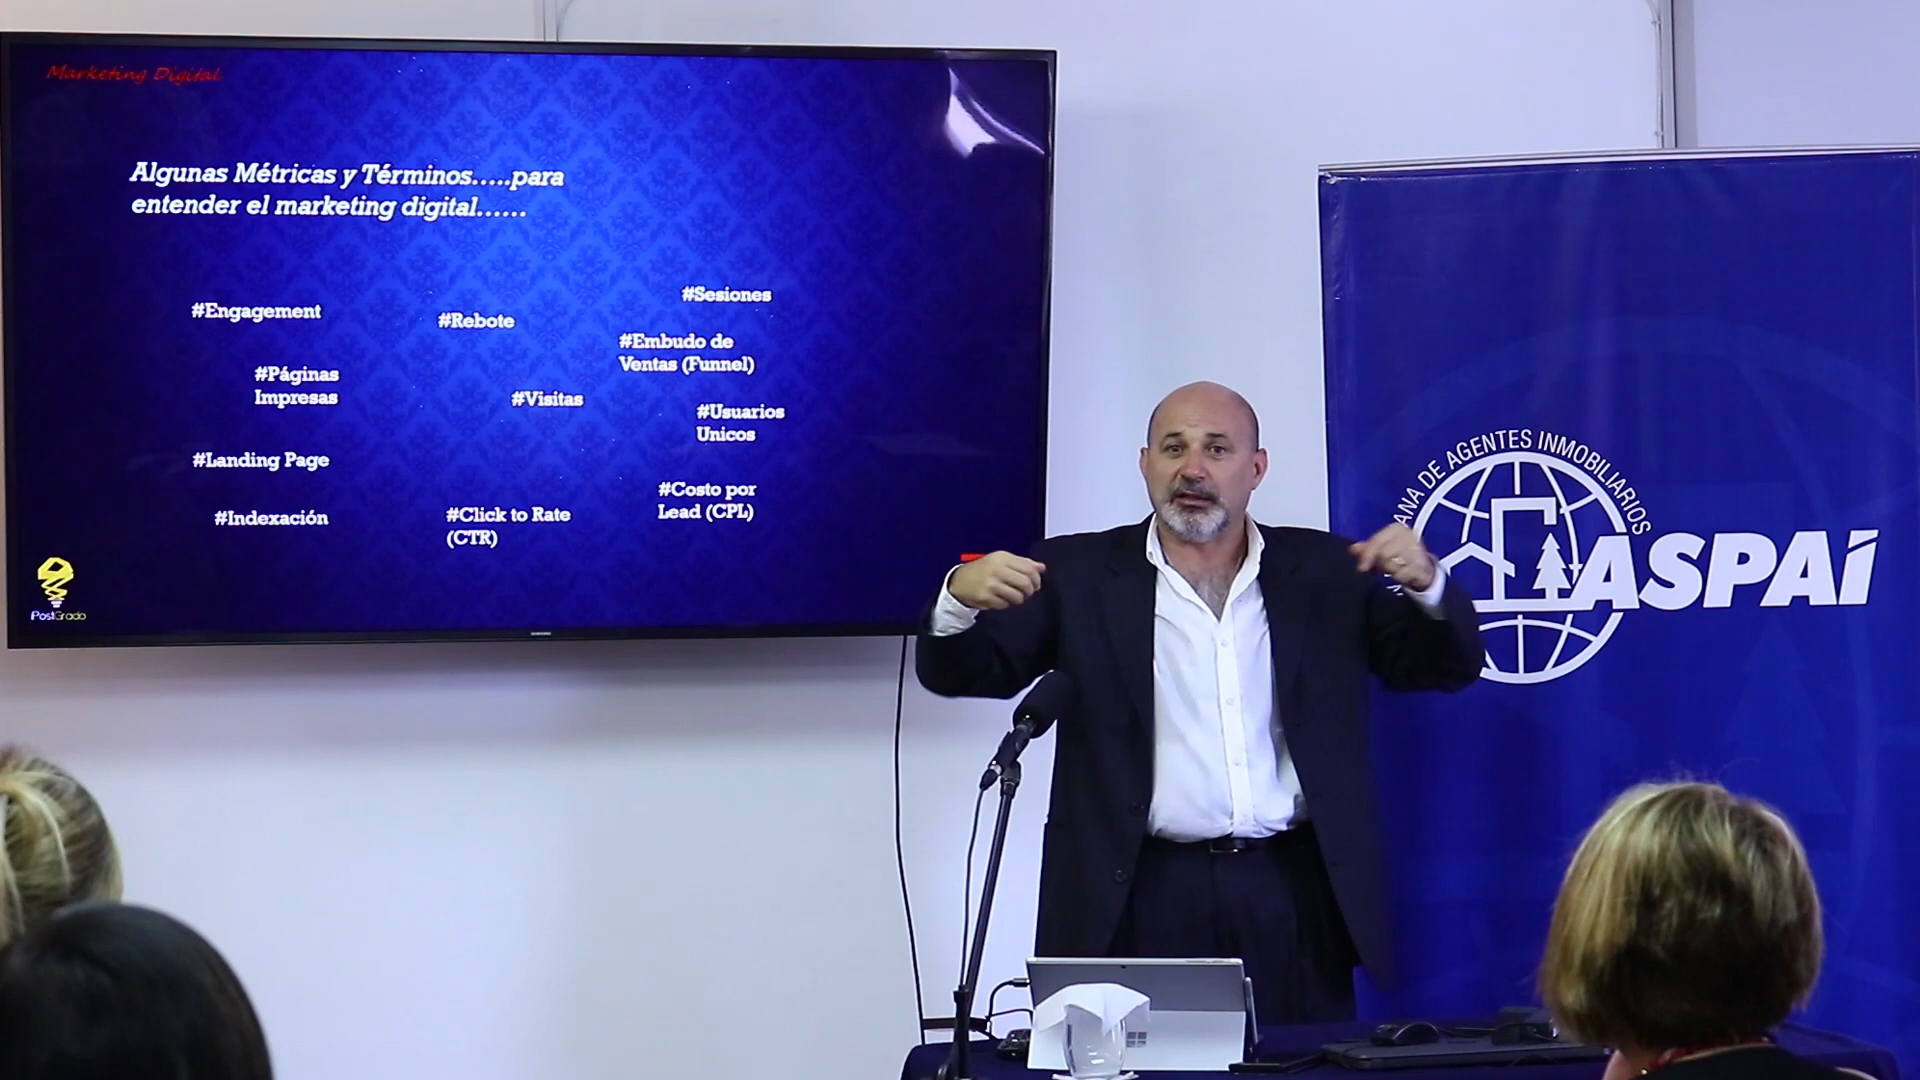 Marketing Digital
Algunas Métricas y Términos.....para
entender el marketing digital......
#Sesiones
#Engagement
#Rebote
#Embudo de
Ventas (Funnel)
#Páginas
Impresas
#Visitas
#Usuarios
Unicos
#Landing Page
#Costo por
Lead (CPL)
#Indexación
#Click to Rate
(CTR)
iPostGrado
SAMSUNG
DE AGENTES INMOBILIARIOS
ASPAI